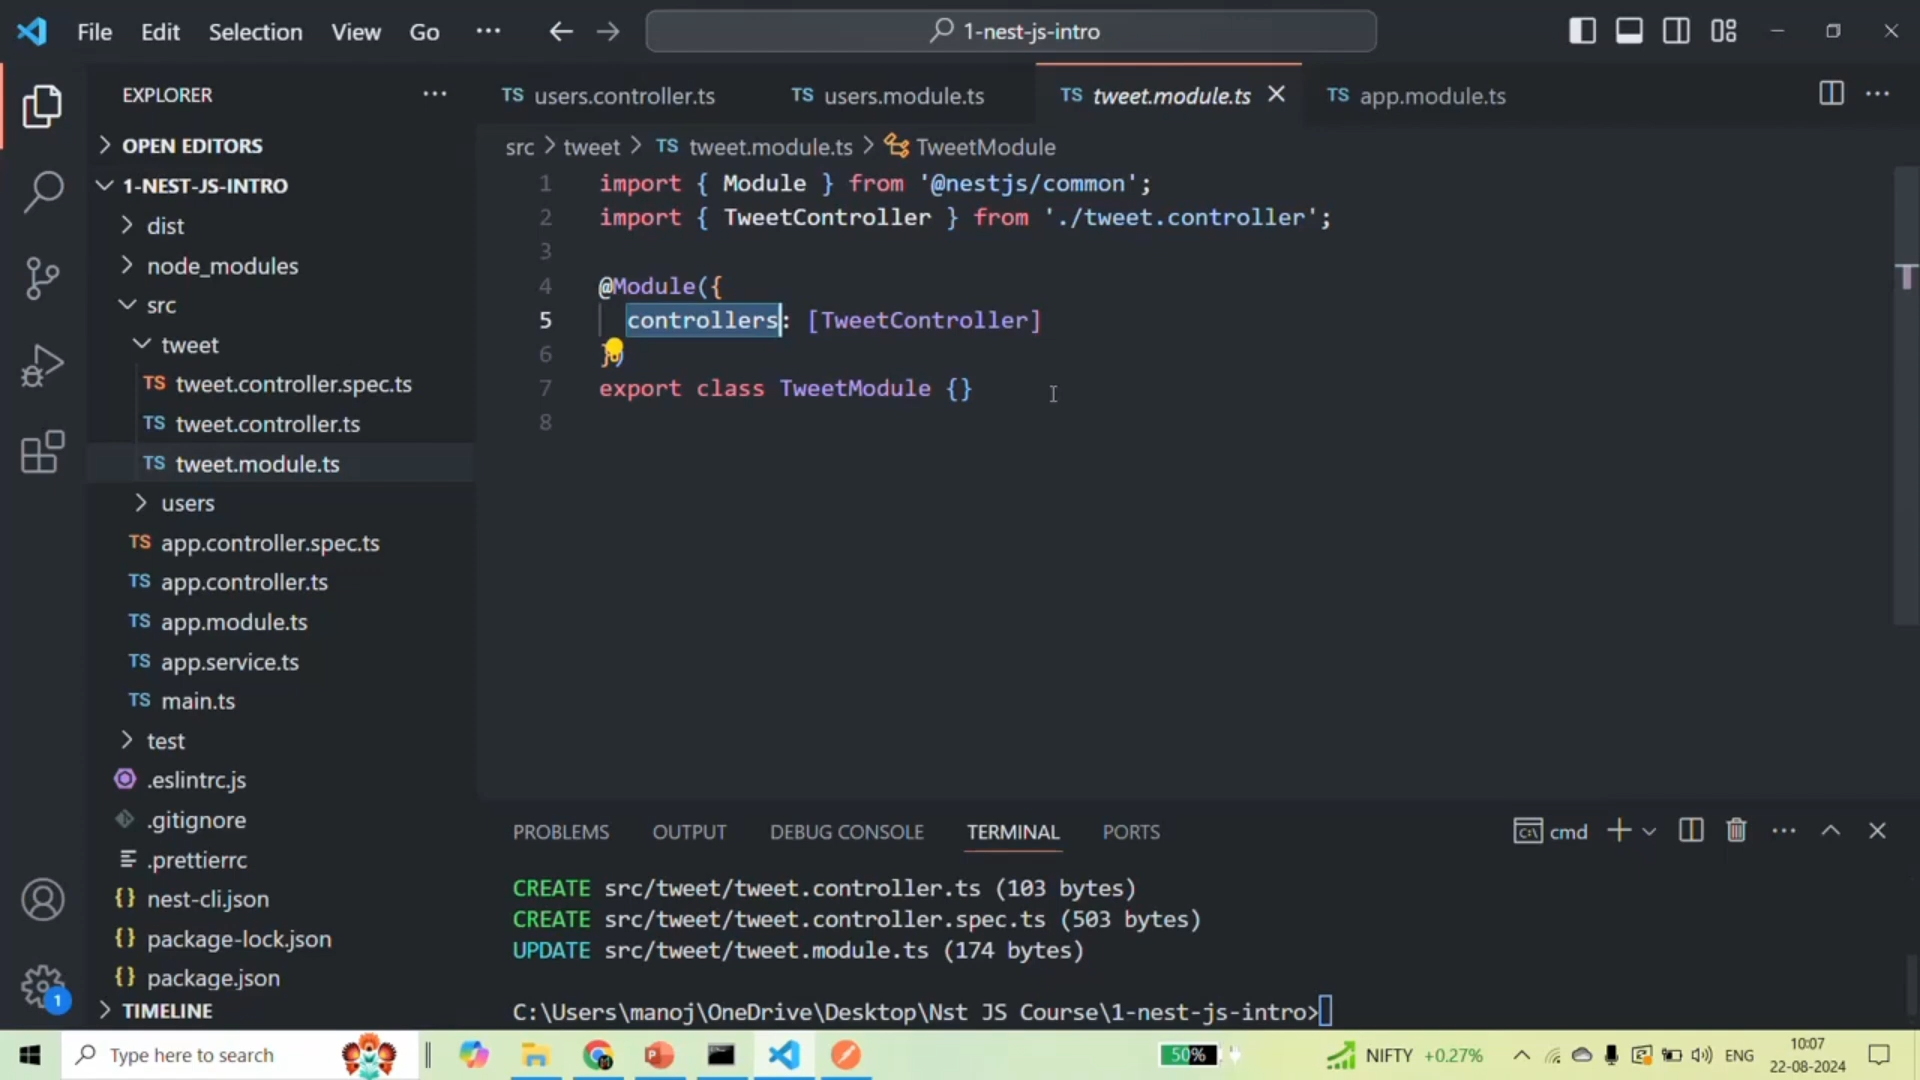 File Edit Selection View Go ··· 1-nest-js-intro
EXPLORER ···
OPEN EDITORS
1-NEST-JS-INTRO
dist
node_modules
src
tweet
TS tweet.controller.spec.ts
TS tweet.controller.ts
TS tweet.module.ts
users
TS app.controller.spec.ts
TS app.controller.ts
TS app.module.ts
TS app.service.ts
TS main.ts
test
.eslintrc.js
.gitignore
.prettierrc
{} nest-cli.json
{} package-lock.json
{} package.json
TIMELINE
1
TS users.controller.ts TS users.module.ts TS tweet.module.ts TS app.module.ts ···
src > tweet > TS tweet.module.ts > TweetModule
1 import { Module } from '@nestjs/common';
2 import { TweetController } from './tweet.controller';
3
4 @Module({
5 controllers: [TweetController]
6 })
7 export class TweetModule {}
8
PROBLEMS OUTPUT DEBUG CONSOLE TERMINAL PORTS cmd ···
CREATE src/tweet/tweet.controller.ts (103 bytes)
CREATE src/tweet/tweet.controller.spec.ts (503 bytes)
UPDATE src/tweet/tweet.module.ts (174 bytes)
C:\Users\manoj\OneDrive\Desktop\Nst JS Course\1-nest-js-intro>
Type here to search 50% NIFTY +0.27% ENG 10:07
22-08-2024